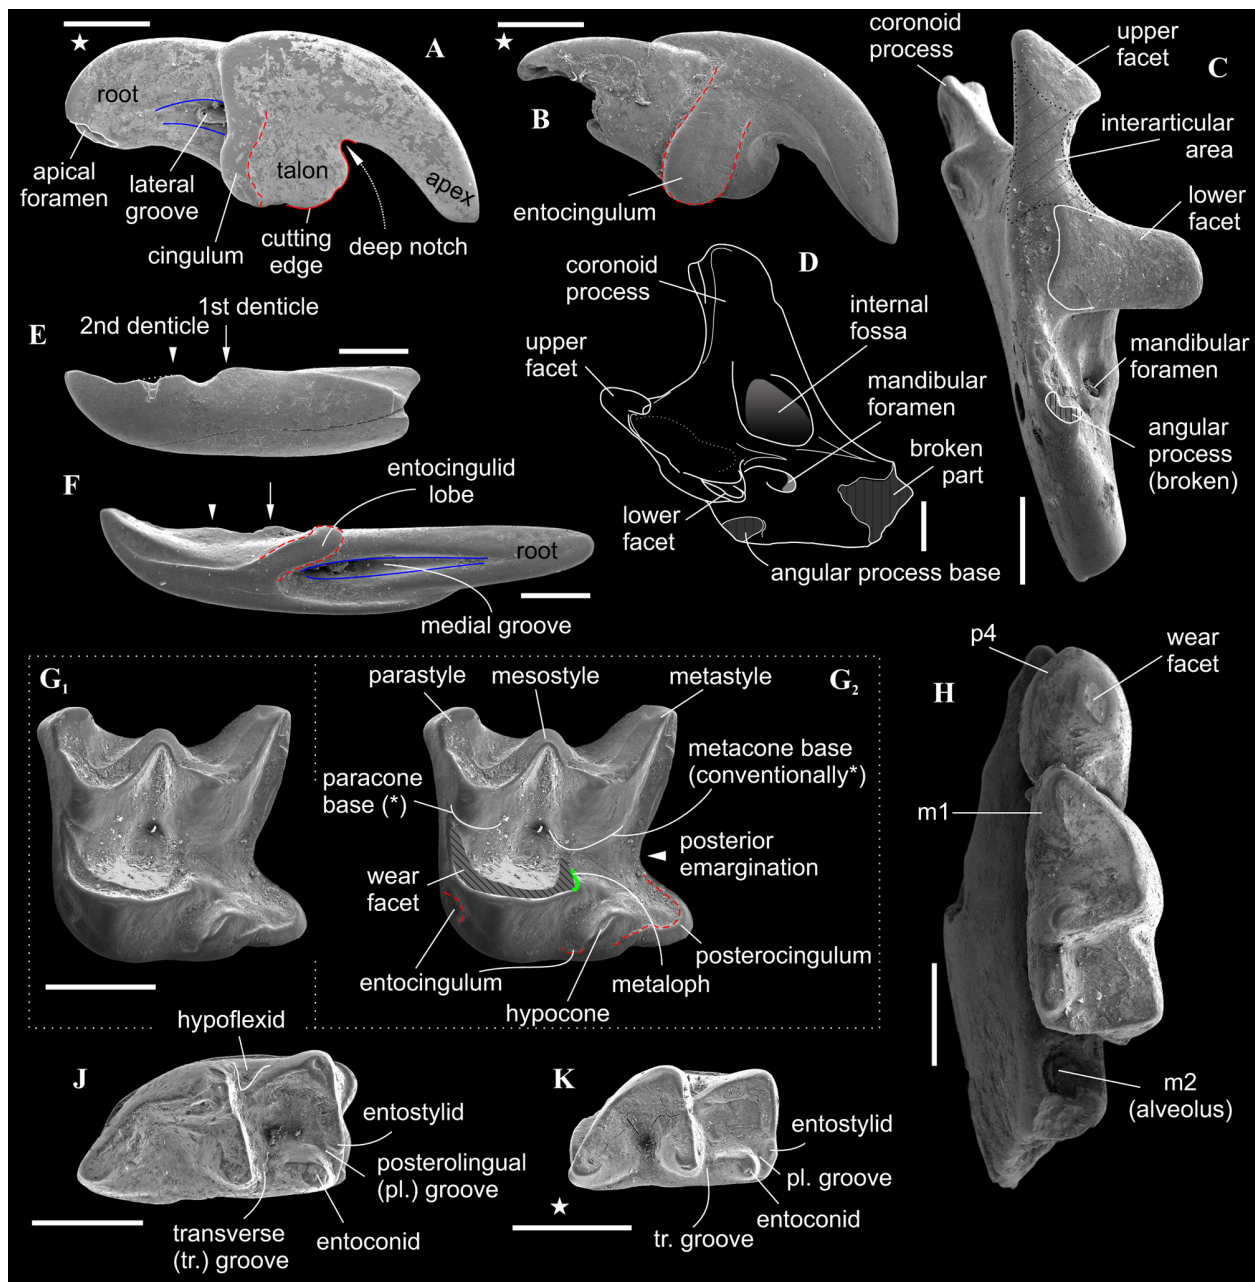 A
root
apical
foramen
lateral
groove
cingulum
talon
cutting
edge
apex
deep notch
B
entocingulum
C
coronoid
process
upper
facet
interarticular
area
lower
facet
mandibular
foramen
angular
process
(broken)
D
coronoid
process
upper
facet
internal
fossa
mandibular
foramen
broken
part
lower
facet
angular process base
E
2nd denticle
1st denticle
F
entocingulid
lobe
root
medial groove
G1
G2
parastyle
mesostyle
metastyle
paracone
base (*)
metacone base
(conventionally*)
posterior
emargination
wear
facet
entocingulum
hypocone
metaloph
posterocingulum
H
p4
wear
facet
m1
m2
(alveolus)
J
hypoflexid
entostylid
posterolingual
(pl.) groove
transverse
(tr.) groove
entoconid
K
entostylid
pl. groove
entoconid
tr. groove